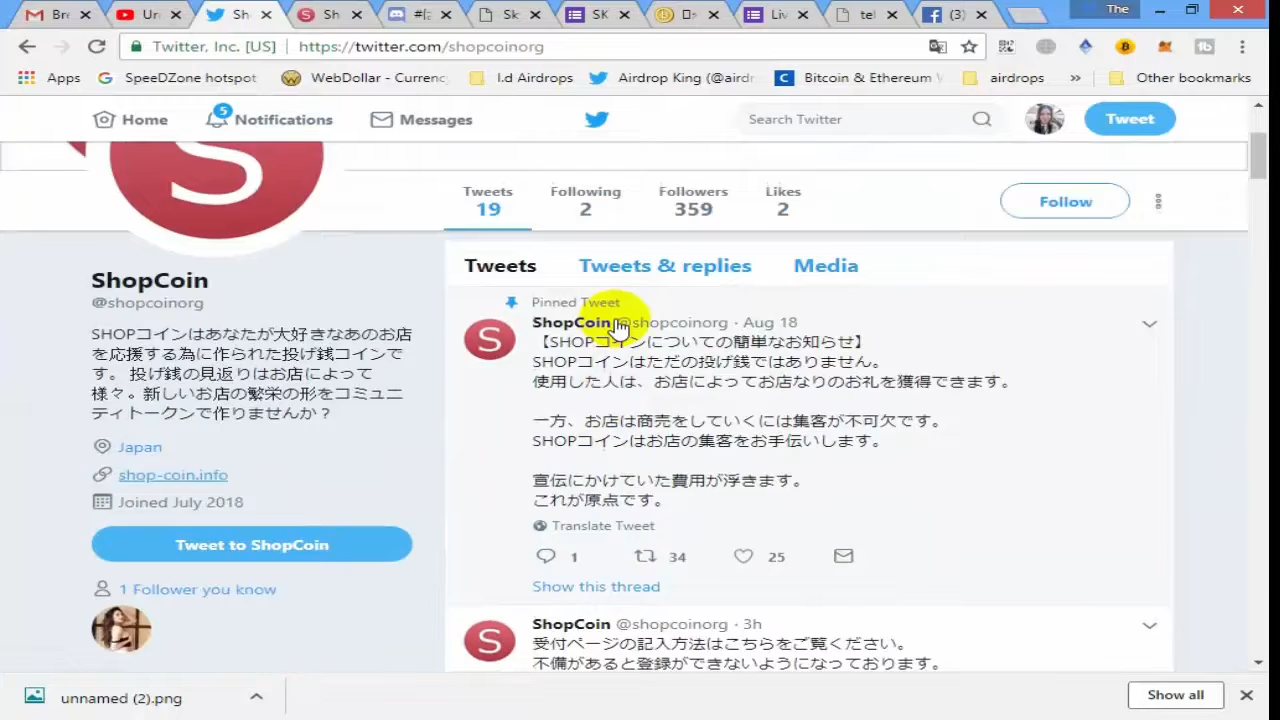 Bre
Un
Sh
Sh
#[
Sk
SK
Liv
tel
(3)
The
Twitter, Inc. [US]
https://twitter.com/shopcoinorg
Apps
SpeeDZone hotspot
WebDollar - Currenc
I.d Airdrops
Airdrop King (@airdr
Bitcoin & Ethereum
airdrops
»
Other bookmarks
Home
5
Notifications
Messages
Search Twitter
Tweet
S
Tweets
Following
Followers
Likes
19
2
359
2
Follow
ShopCoin
@shopcoinorg
SHOPコインはあなたが大好きなあのお店
を応援する為に作られた投げ銭コインで
す。 投げ銭の見返りはお店によって
様々。新しいお店の繁栄の形をコミュニ
ティトークンで作りませんか？
Japan
shop-coin.info
Joined July 2018
Tweet to ShopCoin
1 Follower you know
Tweets
Tweets & replies
Media
Pinned Tweet
ShopCoin @shopcoinorg · Aug 18
【SHOPコインについての簡単なお知らせ】
SHOPコインはただの投げ銭ではありません。
使用した人は、お店によってお店なりのお礼を獲得できます。
一方、お店は商売をしていくには集客が不可欠です。
SHOPコインはお店の集客をお手伝いします。
宣伝にかけていた費用が浮きます。
これが原点です。
Translate Tweet
1
34
25
Show this thread
ShopCoin @shopcoinorg · 3h
受付ページの記入方法はこちらをご覧ください。
不備があると登録ができないようになっております。
unnamed (2).png
Show all